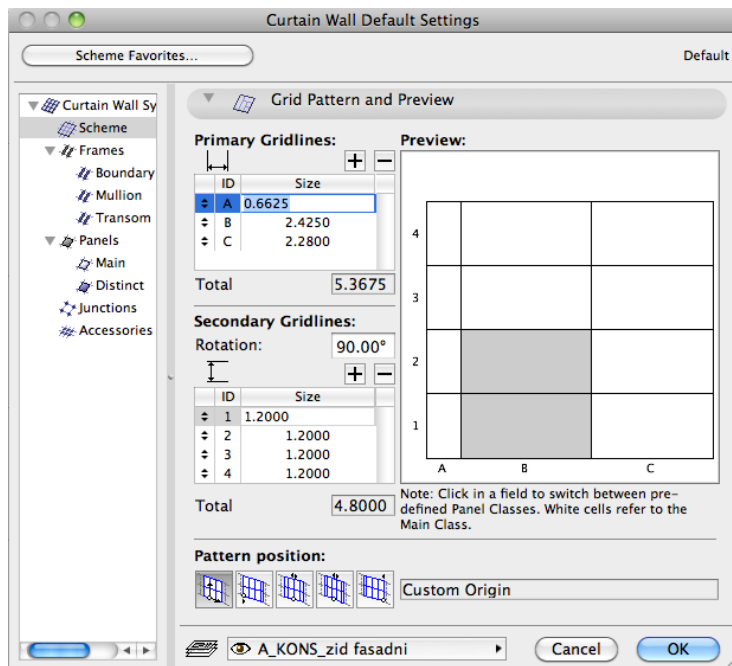 Curtain Wall Default Settings
Scheme Favorites...
Default
Curtain Wall Sy
Scheme
Frames
Boundary
Mullion
Transom
Panels
Main
Distinct
Junctions
Accessories
Grid Pattern and Preview
Primary Gridlines:
ID Size
A 0.6625
B 2.4250
C 2.2800
Total 5.3675
Secondary Gridlines:
Rotation: 90.00°
ID Size
1 1.2000
2 1.2000
3 1.2000
4 1.2000
Total 4.8000
Preview:
4
3
2
1
A B C
Note: Click in a field to switch between pre-
defined Panel Classes. White cells refer to the
Main Class.
Pattern position:
Custom Origin
A_KONS_zid fasadni
Cancel OK